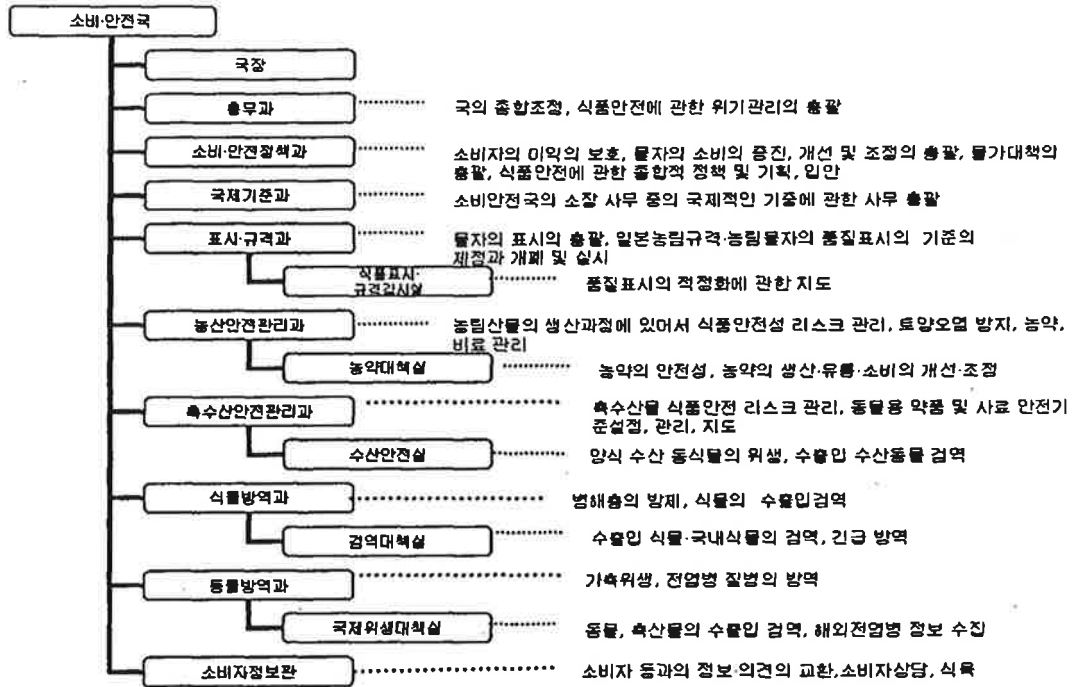 소비·안전국
국장
총무과
국의 종합조정, 식품안전에 관한 위기관리의 총괄
소비·안전정책과
소비자의 이익의 보호, 물자의 소비의 증진, 개선 및 조정의 총괄, 물가대책의
총괄, 식품안전에 관한 종합적 정책 및 기획, 입안
국제기준과
소비안전국의 소장 사무 중의 국제적인 기준에 관한 사무 총괄
표시·규격과
물자의 표시의 총괄, 일본농림규격·농림물자의 품질표시의 기준의
제정과 개폐 및 실시
식품표시·
규격감시실
품질표시의 적정화에 관한 지도
농산안전관리과
농림산물의 생산과정에 있어서 식품안전성 리스크 관리, 토양오염 방지, 농약,
비료 관리
농약대책실
농약의 안전성, 농약의 생산·유통·소비의 개선·조정
축수산안전관리과
축수산물 식품안전 리스크 관리, 동물용 약품 및 사료 안전기
준설정, 관리, 지도
수산안전실
양식 수산 동식물의 위생, 수출입 수산동물 검역
식물방역과
병해충의 방제, 식물의 수출입검역
검역대책실
수출입 식물·국내식물의 검역, 긴급 방역
동물방역과
가축위생, 전염병 질병의 방역
국제위생대책실
동물, 축산물의 수출입 검역, 해외전염병 정보 수집
소비자정보관
소비자 등과의 정보·의견의 교환,소비자상담, 식육